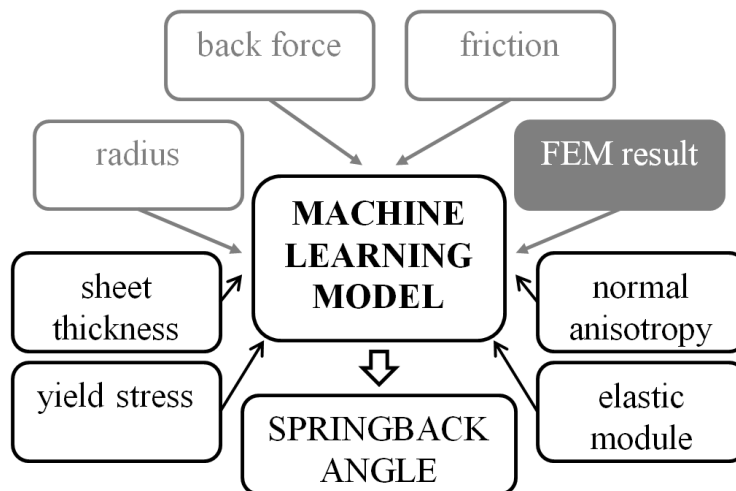 back force
friction
radius
FEM result
MACHINE
LEARNING
MODEL
sheet
thickness
normal
anisotropy
yield stress
elastic
module
SPRINGBACK
ANGLE